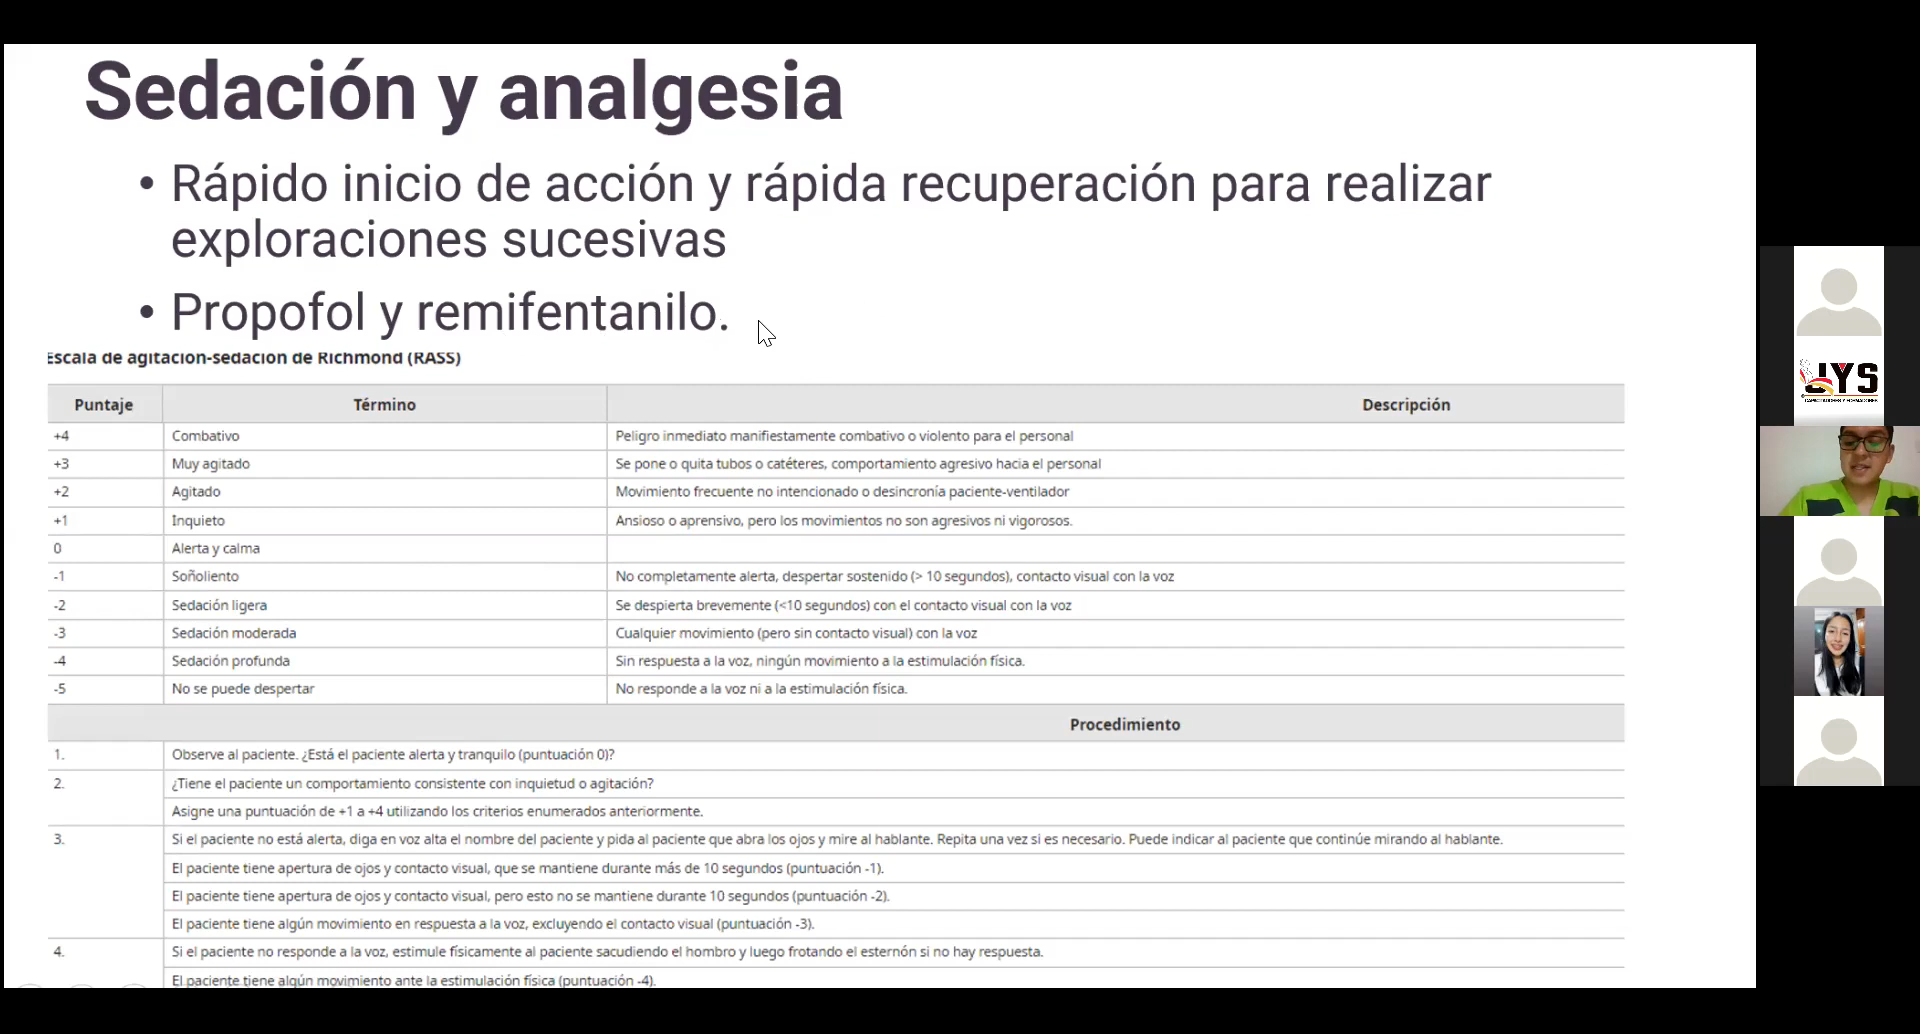 Sedación y analgesia
• Rápido inicio de acción y rápida recuperación para realizar
exploraciones sucesivas
• Propofol y remifentanilo.
Escala de agitación-sedación de Richmond (RASS)
Puntaje Término Descripción
+4 Combativo Peligro inmediato manifiestamente combativo o violento para el personal
+3 Muy agitado Se pone o quita tubos o catéteres, comportamiento agresivo hacia el personal
+2 Agitado Movimiento frecuente no intencionado o desincronía paciente-ventilador
+1 Inquieto Ansioso o aprensivo, pero los movimientos no son agresivos ni vigorosos.
0 Alerta y calma
-1 Soñoliento No completamente alerta, despertar sostenido (> 10 segundos), contacto visual con la voz
-2 Sedación ligera Se despierta brevemente (<10 segundos) con el contacto visual con la voz
-3 Sedación moderada Cualquier movimiento (pero sin contacto visual) con la voz
-4 Sedación profunda Sin respuesta a la voz, ningún movimiento a la estimulación física.
-5 No se puede despertar No responde a la voz ni a la estimulación física.
Procedimiento
1. Observe al paciente. ¿Está el paciente alerta y tranquilo (puntuación 0)?
2. ¿Tiene el paciente un comportamiento consistente con inquietud o agitación?
Asigne una puntuación de +1 a +4 utilizando los criterios enumerados anteriormente.
3. Si el paciente no está alerta, diga en voz alta el nombre del paciente y pida al paciente que abra los ojos y mire al hablante. Repita una vez si es necesario. Puede indicar al paciente que continúe mirando al hablante.
El paciente tiene apertura de ojos y contacto visual, que se mantiene durante más de 10 segundos (puntuación -1).
El paciente tiene apertura de ojos y contacto visual, pero esto no se mantiene durante 10 segundos (puntuación -2).
El paciente tiene algún movimiento en respuesta a la voz, excluyendo el contacto visual (puntuación -3).
4. Si el paciente no responde a la voz, estimule físicamente al paciente sacudiendo el hombro y luego frotando el esternón si no hay respuesta.
El paciente tiene algún movimiento ante la estimulación física (puntuación -4).
JYS
CAPACITADORES Y FORMADORES